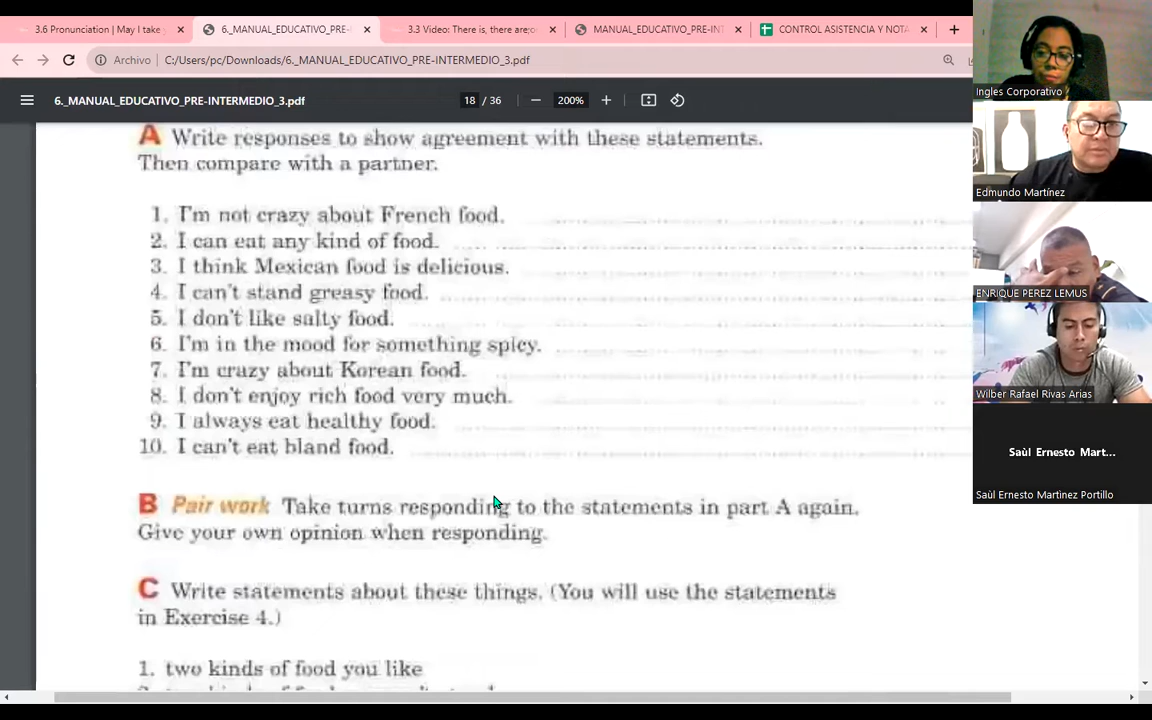 3.6 Pronunciation | May I take
6._MANUAL_EDUCATIVO_PRE-
3.3 Video: There is, there are;
MANUAL_EDUCATIVO_PRE-INT
CONTROL ASISTENCIA Y NOTA
Archivo
C:/Users/pc/Downloads/6._MANUAL_EDUCATIVO_PRE-INTERMEDIO_3.pdf
6._MANUAL_EDUCATIVO_PRE-INTERMEDIO_3.pdf
18 / 36
200%
A Write responses to show agreement with these statements.
Then compare with a partner.
1. I'm not crazy about French food.
2. I can eat any kind of food.
3. I think Mexican food is delicious.
4. I can't stand greasy food.
5. I don't like salty food.
6. I'm in the mood for something spicy.
7. I'm crazy about Korean food.
8. I don't enjoy rich food very much.
9. I always eat healthy food.
10. I can't eat bland food.
B Pair work Take turns responding to the statements in part A again.
Give your own opinion when responding.
C Write statements about these things. (You will use the statements
in Exercise 4.)
1. two kinds of food you like
Ingles Corporativo
Edmundo Martínez
ENRIQUE PEREZ LEMUS
Wilber Rafael Rivas Arias
Saùl Ernesto Mart...
Saùl Ernesto Martìnez Portillo